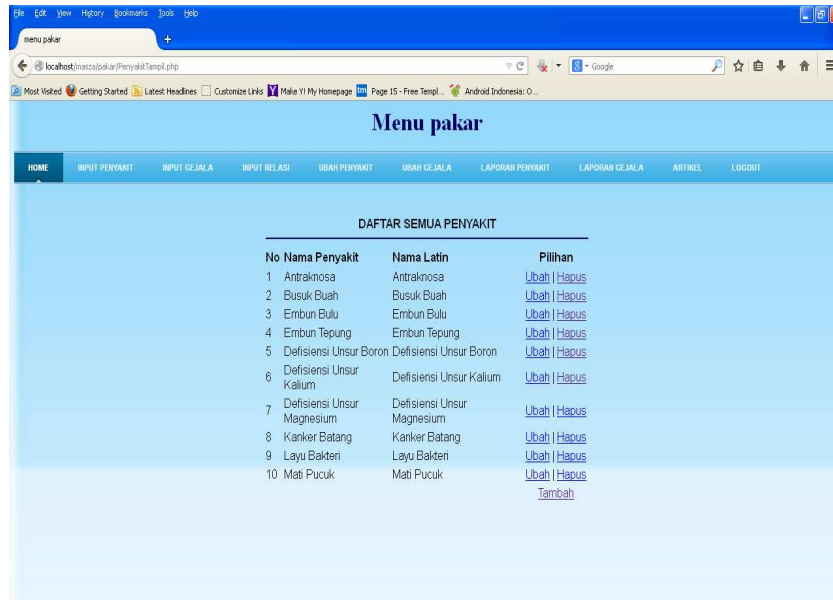 File Edit View History Bookmarks Tools Help
menu pakar
localhost/masza/pakar/PenyakitTampil.php
Google
Most Visited Getting Started Latest Headlines Customize Links Make Y! My Homepage Page 15 - Free Templ... Android Indonesia: O...
Menu pakar
HOME INPUT PENYAKIT INPUT GEJALA INPUT RELASI UBAH PENYAKIT UBAH GEJALA LAPORAN PENYAKIT LAPORAN GEJALA ARTIKEL LOGOUT
DAFTAR SEMUA PENYAKIT
No Nama Penyakit Nama Latin Pilihan
1 Antraknosa Antraknosa Ubah | Hapus
2 Busuk Buah Busuk Buah Ubah | Hapus
3 Embun Bulu Embun Bulu Ubah | Hapus
4 Embun Tepung Embun Tepung Ubah | Hapus
5 Defisiensi Unsur Boron Defisiensi Unsur Boron Ubah | Hapus
6 Defisiensi Unsur Kalium Defisiensi Unsur Kalium Ubah | Hapus
7 Defisiensi Unsur Magnesium Defisiensi Unsur Magnesium Ubah | Hapus
8 Kanker Batang Kanker Batang Ubah | Hapus
9 Layu Bakteri Layu Bakteri Ubah | Hapus
10 Mati Pucuk Mati Pucuk Ubah | Hapus
Tambah